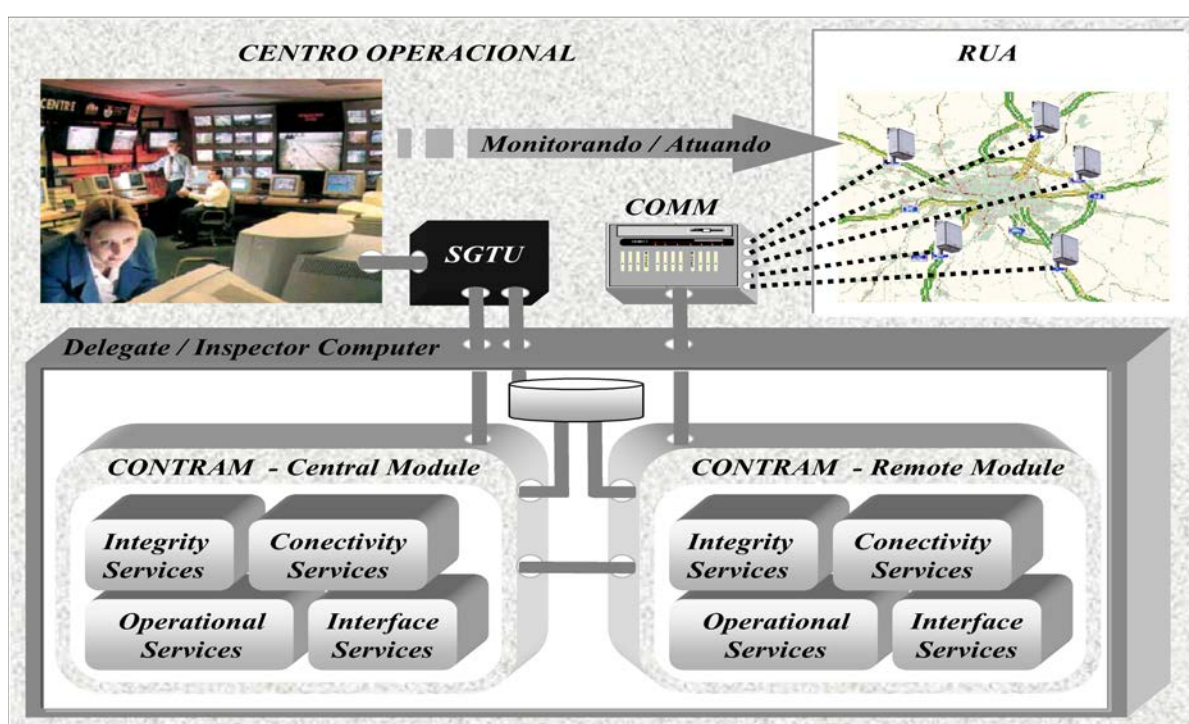 CENTRO OPERACIONAL
RUA
CENTRE
Monitorando / Atuando
COMM
SGTU
Delegate / Inspector Computer
CONTRAM - Central Module
CONTRAM - Remote Module
Integrity
Services
Conectivity
Services
Operational
Services
Interface
Services
Integrity
Services
Conectivity
Services
Operational
Services
Interface
Services